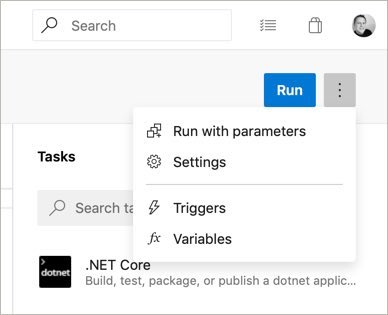 Search
Run
Run with parameters
Settings
Triggers
Variables
Tasks
Search ta
.NET Core
Build, test, package, or publish a dotnet applic...
dotnet